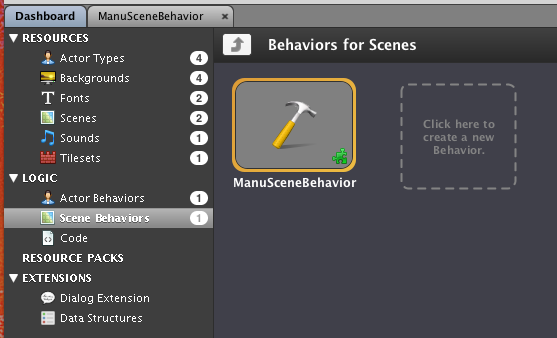 Dashboard
ManuSceneBehavior ×
RESOURCES
Actor Types 4
Backgrounds 4
Fonts 2
Scenes 2
Sounds 1
Tilesets 1
LOGIC
Actor Behaviors 1
Scene Behaviors 1
Code
RESOURCE PACKS
EXTENSIONS
Dialog Extension
Data Structures
Behaviors for Scenes
ManuSceneBehavior
Click here to
create a new
Behavior.